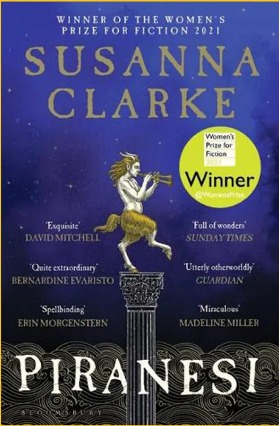 WINNER OF THE WOMEN'S
PRIZE FOR FICTION 2021
SUSANNA
CLARKE
Women's
Prize for
Fiction
2021
Winner
@WomensPrize
'Exquisite'
DAVID MITCHELL
'Full of wonders'
SUNDAY TIMES
'Quite extraordinary'
BERNARDINE EVARISTO
'Utterly otherworldly'
GUARDIAN
'Spellbinding'
ERIN MORGENSTERN
'Miraculous'
MADELINE MILLER
PIRANESI
BLOOMSBURY